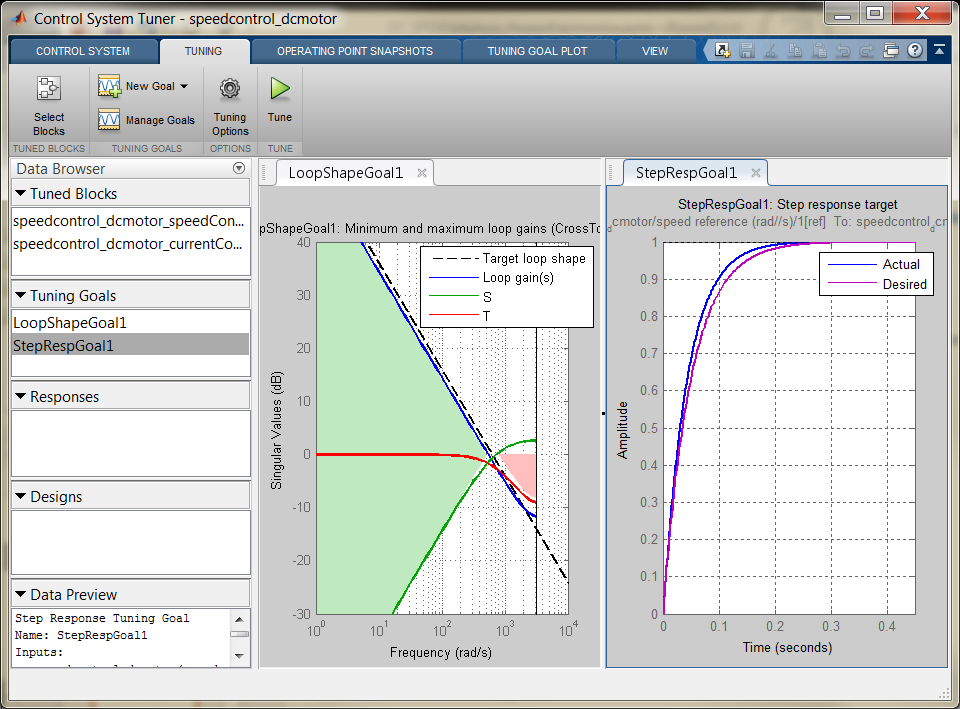 Control System Tuner - speedcontrol_dcmotor
CONTROL SYSTEM TUNING OPERATING POINT SNAPSHOTS TUNING GOAL PLOT VIEW
Select Blocks
New Goal
Manage Goals
Tuning Options
Tune
TUNED BLOCKS TUNING GOALS OPTIONS TUNE
Data Browser
Tuned Blocks
speedcontrol_dcmotor_speedCon...
speedcontrol_dcmotor_currentCo...
Tuning Goals
LoopShapeGoal1
StepRespGoal1
Responses
Designs
Data Preview
Step Response Tuning Goal
Name: StepRespGoal1
Inputs:
LoopShapeGoal1
pShapeGoal1: Minimum and maximum loop gains (CrossTo
Singular Values (dB)
40
30
20
10
0
-10
-20
-30
Target loop shape
Loop gain(s)
S
T
10^0 10^1 10^2 10^3 10^4
Frequency (rad/s)
StepRespGoal1
StepRespGoal1: Step response target
dcmotor/speed reference (rad//s)/1[ref] To: speedcontrol_dcr
Amplitude
1
0.9
0.8
0.7
0.6
0.5
0.4
0.3
0.2
0.1
0
Actual
Desired
0 0.1 0.2 0.3 0.4
Time (seconds)